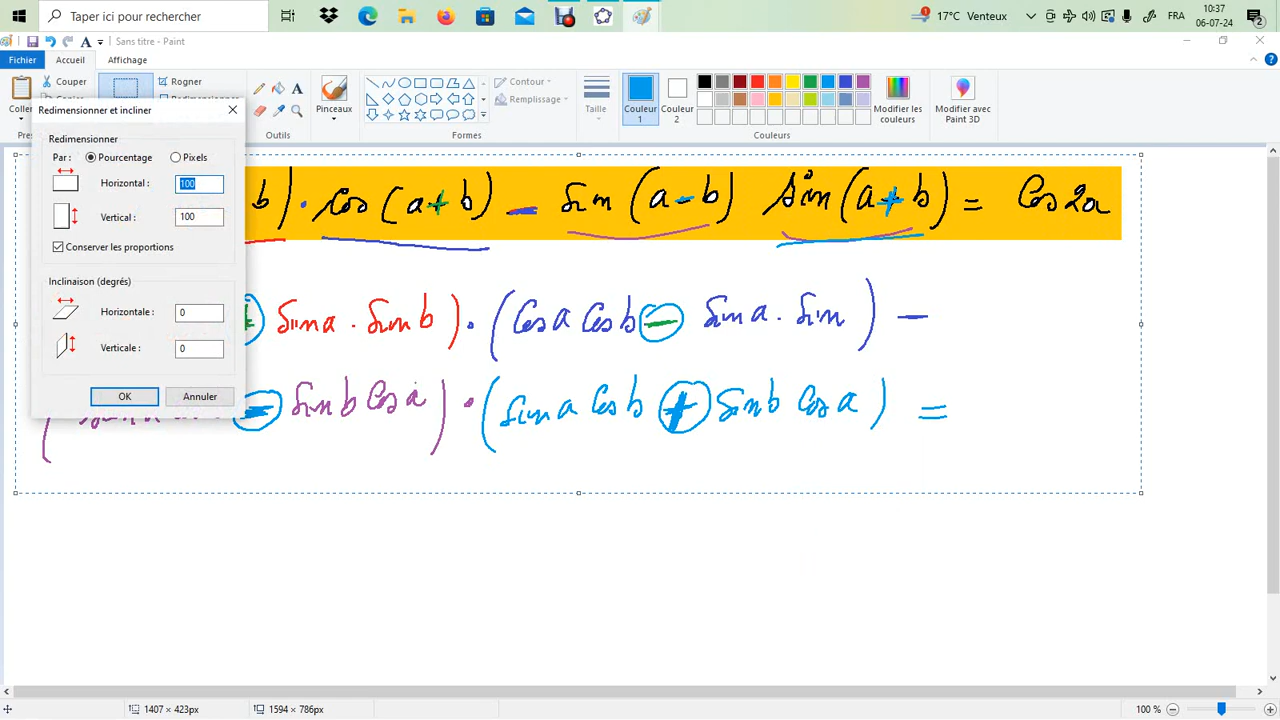 Taper ici pour rechercher
17°C Venteux
FRA
10:37
06-07-24
2
Sans titre - Paint
Fichier Accueil Affichage
Coller
Couper
Rogner
Outils
Pinceaux
Formes
Contour
Remplissage
Taille
Couleur 1
Couleur 2
Couleurs
Modifier les couleurs
Modifier avec Paint 3D
Redimensionner et incliner
Redimensionner
Par : Pourcentage Pixels
Horizontal : 100
Vertical : 100
Conserver les proportions
Inclinaison (degrés)
Horizontale : 0
Verticale : 0
OK Annuler
b) · cos (a+b) - sin (a-b) sin (a+b) = Cos 2a
sina . sin b) · (cosa cosb - sina . sin) -
- sinb cosa) · (sina cosb + sinb cosa) =
1407 × 423px
1594 × 786px
100 %